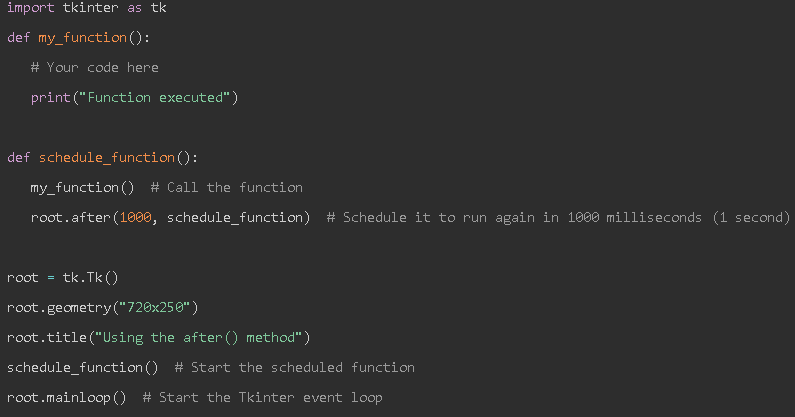 import tkinter as tk
def my_function():
# Your code here
print("Function executed")
def schedule_function():
my_function() # Call the function
root.after(1000, schedule_function) # Schedule it to run again in 1000 milliseconds (1 second)
root = tk.Tk()
root.geometry("720x250")
root.title("Using the after() method")
schedule_function() # Start the scheduled function
root.mainloop() # Start the Tkinter event loop